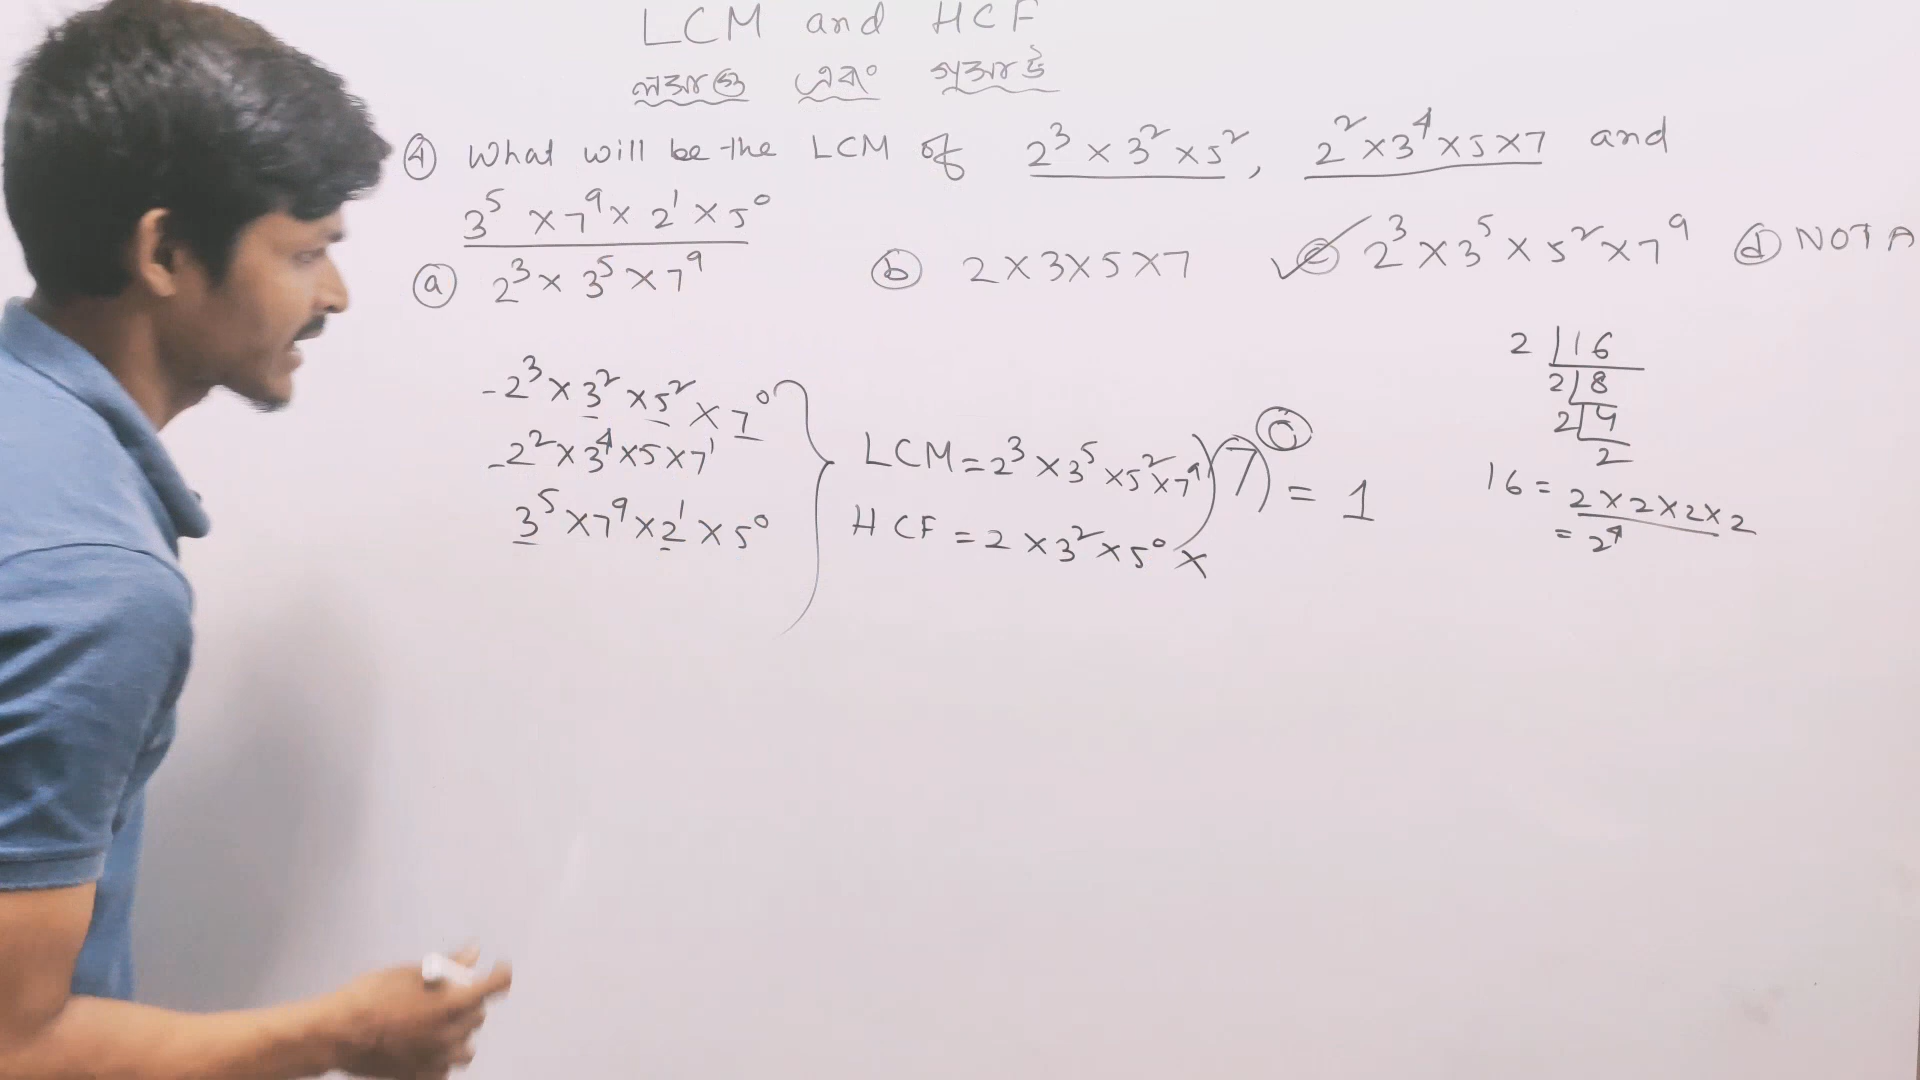 LCM and HCF
লসাগু এবং গসাগু
④ What will be the LCM of 2³ × 3² × 5², 2² × 3⁴ × 5 × 7 and
3⁵ × 7⁹ × 2¹ × 5⁰
ⓐ 2³ × 3⁵ × 7⁹ ⓑ 2 × 3 × 5 × 7 ✓ⓒ 2³ × 3⁵ × 5² × 7⁹ ⓓ NOTA
- 2³ × 3² × 5² × 7⁰
- 2² × 3⁴ × 5 × 7¹
3⁵ × 7⁹ × 2¹ × 5⁰
LCM = 2³ × 3⁵ × 5² × 7⁹
HCF = 2 × 3² × 5⁰ ×
7⁰ = 1
2 | 16
2 | 8
2 | 4
2
16 = 2 × 2 × 2 × 2
= 2⁴